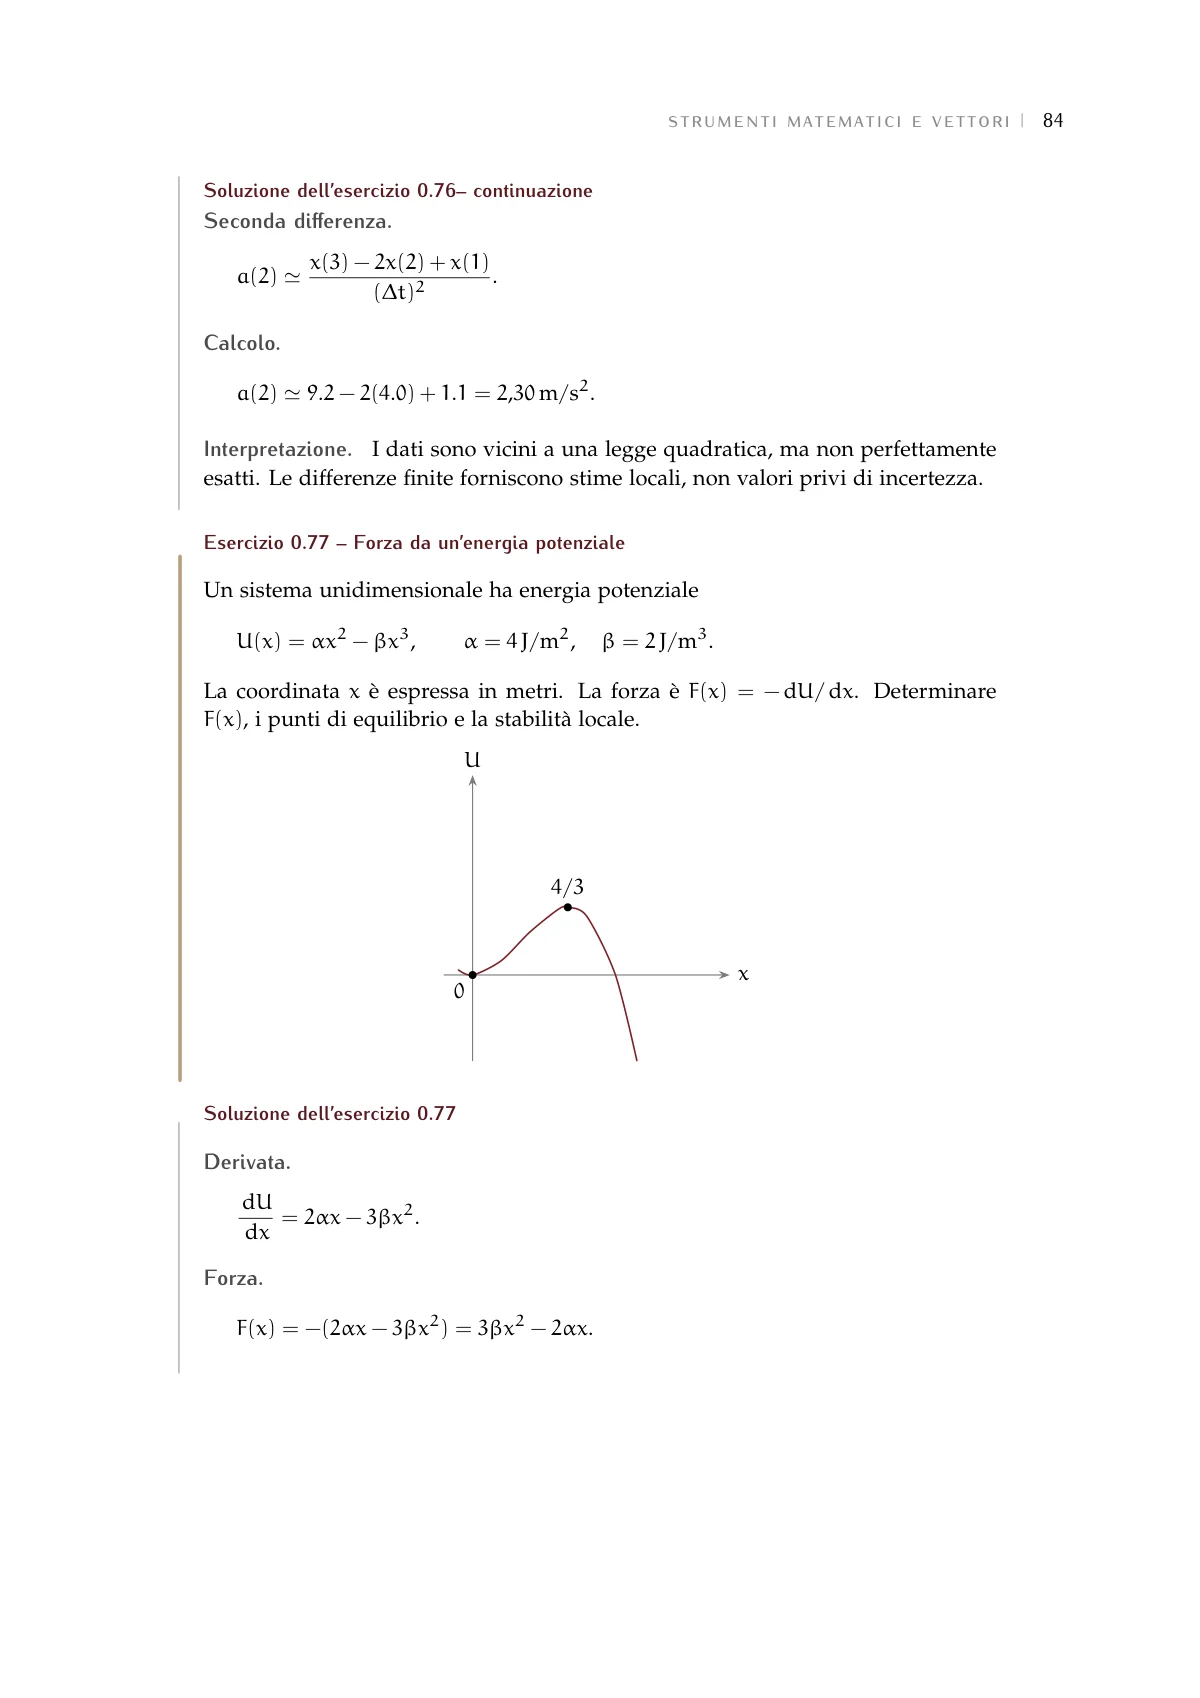 STRUMENTI MATEMATICI E VETTORI | 84
Soluzione dell'esercizio 0.76– continuazione
Seconda differenza.
a(2) ≃ \frac{x(3) − 2x(2) + x(1)}{(Δt)²}.
Calcolo.
a(2) ≃ 9.2 − 2(4.0) + 1.1 = 2,30 m/s².
Interpretazione. I dati sono vicini a una legge quadratica, ma non perfettamente
esatti. Le differenze finite forniscono stime locali, non valori privi di incertezza.
Esercizio 0.77 – Forza da un'energia potenziale
Un sistema unidimensionale ha energia potenziale
U(x) = αx² − βx³, α = 4 J/m², β = 2 J/m³.
La coordinata x è espressa in metri. La forza è F(x) = − dU/ dx. Determinare
F(x), i punti di equilibrio e la stabilità locale.
U
4/3
x
0
Soluzione dell'esercizio 0.77
Derivata.
\frac{dU}{dx} = 2αx − 3βx².
Forza.
F(x) = −(2αx − 3βx²) = 3βx² − 2αx.